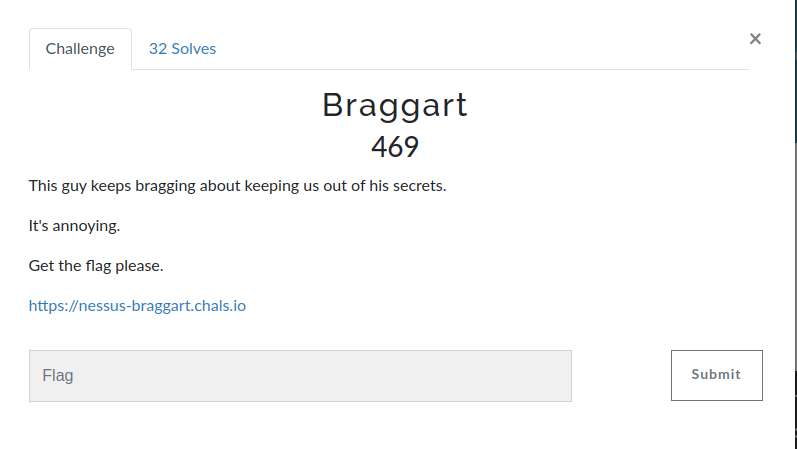 Challenge
32 Solves
×
Braggart
469
This guy keeps bragging about keeping us out of his secrets.
It's annoying.
Get the flag please.
https://nessus-braggart.chals.io
Flag
Submit